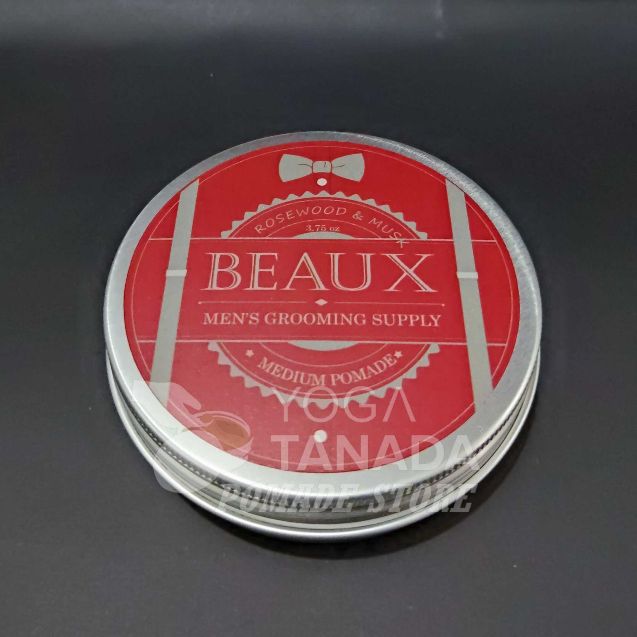 ROSEWOOD & MUSK
3.75 oz
BEAUX
MEN'S GROOMING SUPPLY
MEDIUM POMADE
YOGA
TANADA
POMADE STORE